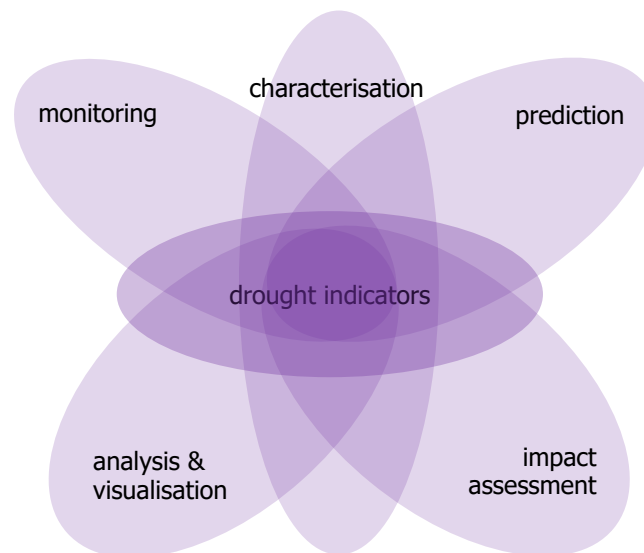 characterisation
monitoring
prediction
drought indicators
analysis &
visualisation
impact
assessment